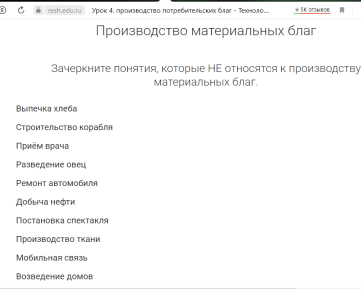 resh.edu.ru Урок 4. производство потребительских благ - Техноло... ★ 5K отзывов
Производство материальных благ
Зачеркните понятия, которые НЕ относятся к производству
материальных благ.
Выпечка хлеба
Строительство корабля
Приём врача
Разведение овец
Ремонт автомобиля
Добыча нефти
Постановка спектакля
Производство ткани
Мобильная связь
Возведение домов